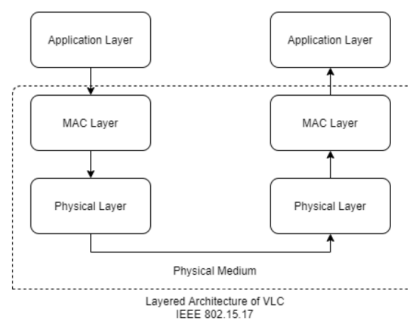 Application Layer
Application Layer
MAC Layer
MAC Layer
Physical Layer
Physical Layer
Physical Medium
Layered Architecture of VLC
IEEE 802.15.17